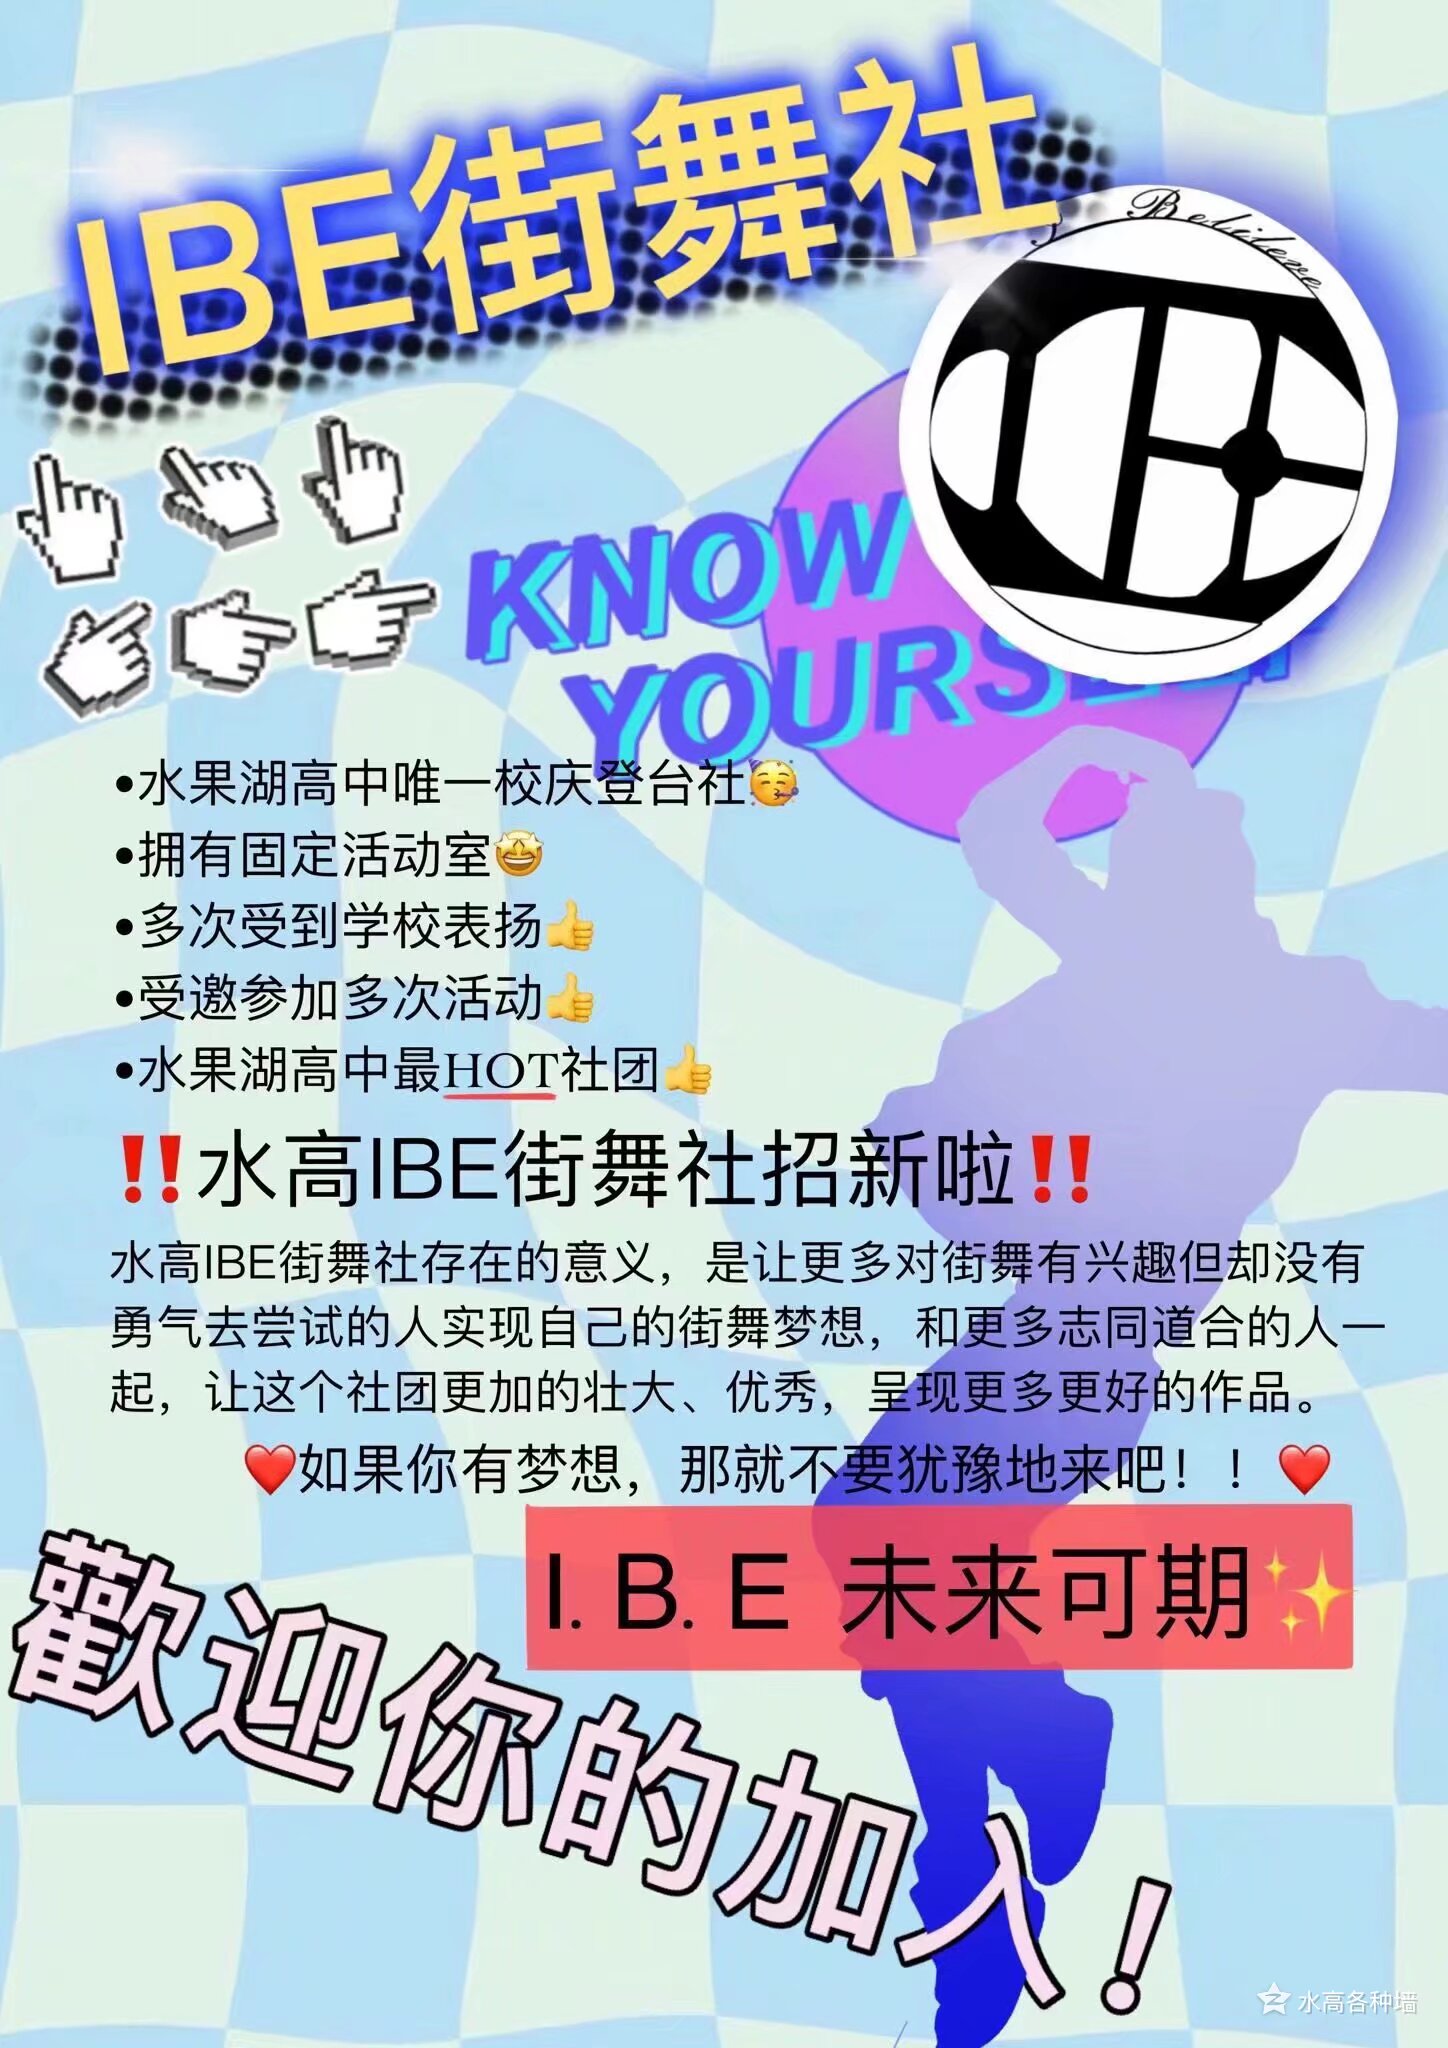 IBE街舞社
Belileve
KNOW
YOURSELF
•水果湖高中唯一校庆登台社🥳
•拥有固定活动室🤩
•多次受到学校表扬👍
•受邀参加多次活动👍
•水果湖高中最HOT社团👍
‼️水高IBE街舞社招新啦‼️
水高IBE街舞社存在的意义，是让更多对街舞有兴趣但却没有
勇气去尝试的人实现自己的街舞梦想，和更多志同道合的人一
起，让这个社团更加的壮大、优秀，呈现更多更好的作品。
❤️如果你有梦想，那就不要犹豫地来吧！！❤️
I. B. E 未来可期✨
歡迎你的加入！
水高各种墙